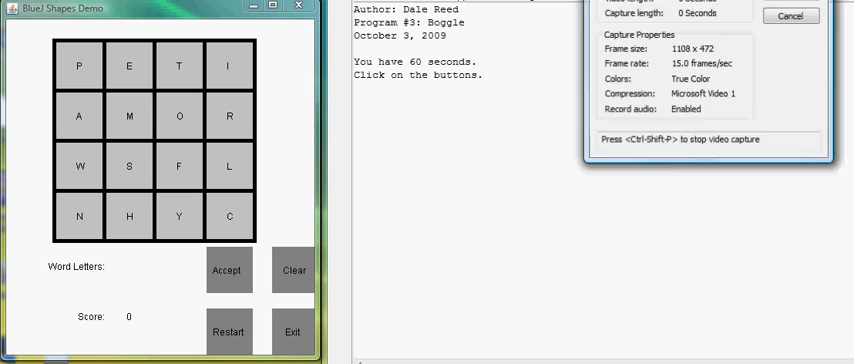 BlueJ Shapes Demo
P E T I
A M O R
W S F L
N H Y C
Word Letters:
Accept
Clear
Score: 0
Restart
Exit
Author: Dale Reed
Program #3: Boggle
October 3, 2009
You have 60 seconds.
Click on the buttons.
Capture length: 0 Seconds
Cancel
Capture Properties
Frame size: 1108 x 472
Frame rate: 15.0 frames/sec
Colors: True Color
Compression: Microsoft Video 1
Record audio: Enabled
Press <Ctrl-Shift-P> to stop video capture